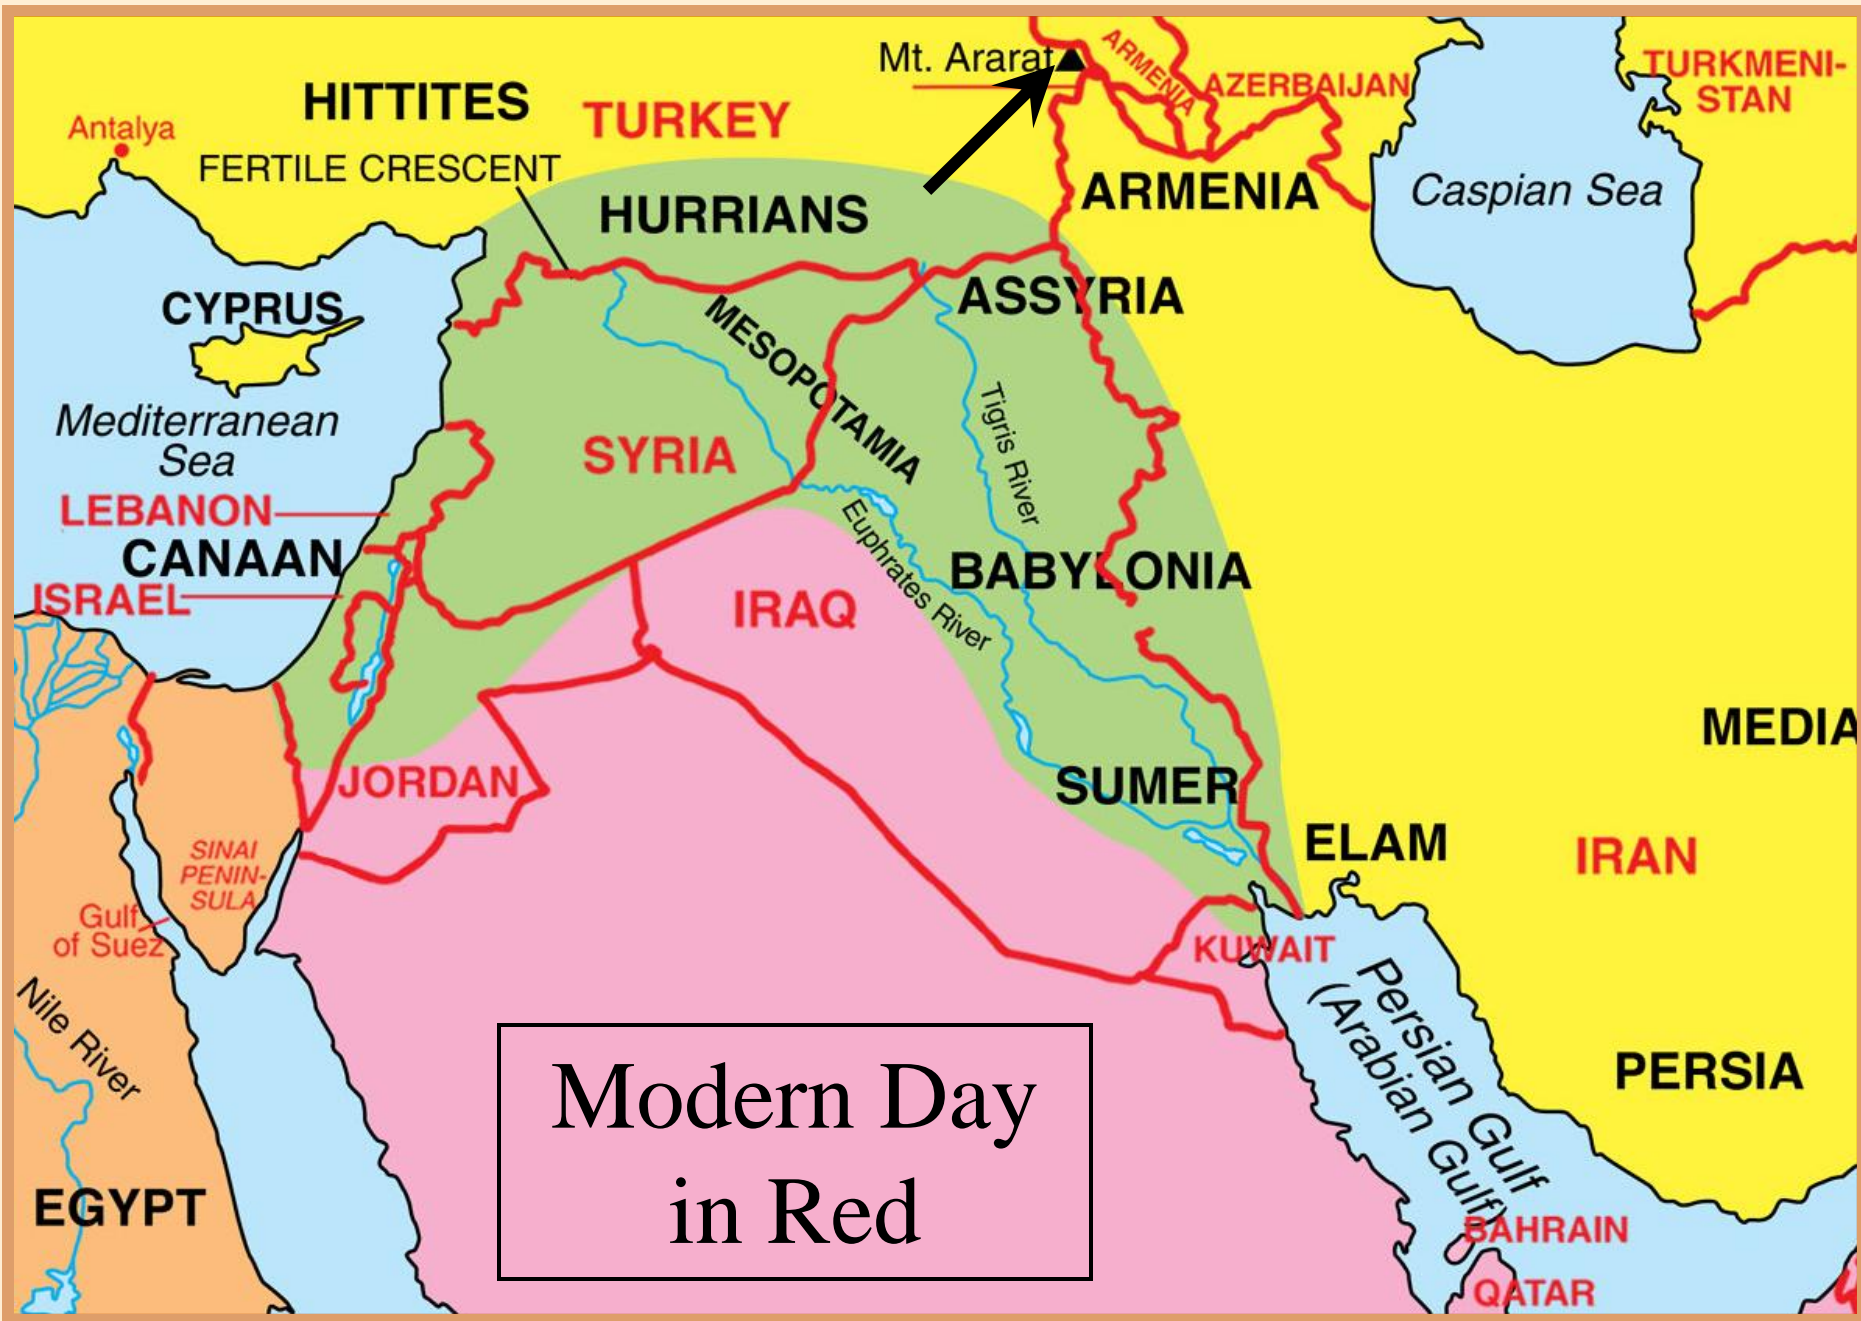 Mt. Ararat
ARMENIA
AZERBAIJAN
TURKMENI-
STAN
HITTITES
TURKEY
Antalya
FERTILE CRESCENT
HURRIANS
ARMENIA
Caspian Sea
CYPRUS
ASSYRIA
MESOPOTAMIA
Mediterranean
Sea
SYRIA
Tigris River
LEBANON
CANAAN
ISRAEL
Euphrates River
BABYLONIA
IRAQ
MEDIA
JORDAN
SUMER
SINAI
PENIN-
SULA
ELAM
IRAN
Gulf
of Suez
KUWAIT
Nile River
Persian Gulf
(Arabian Gulf)
PERSIA
Modern Day
in Red
EGYPT
BAHRAIN
QATAR